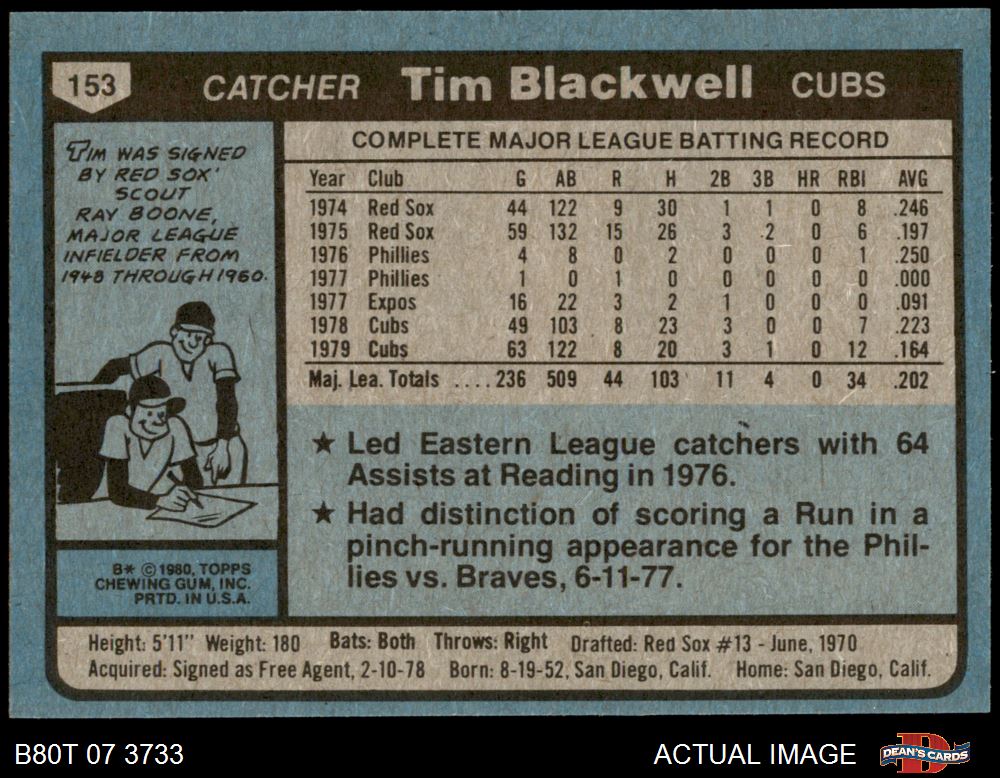 153 CATCHER Tim Blackwell CUBS
TIM WAS SIGNED
BY RED SOX'
SCOUT
RAY BOONE,
MAJOR LEAGUE
INFIELDER FROM
1948 THROUGH 1960.
COMPLETE MAJOR LEAGUE BATTING RECORD
Year Club G AB R H 2B 3B HR RBI AVG
1974 Red Sox 44 122 9 30 1 1 0 8 .246
1975 Red Sox 59 132 15 26 3 2 0 6 .197
1976 Phillies 4 8 0 2 0 0 0 1 .250
1977 Phillies 1 0 1 0 0 0 0 0 .000
1977 Expos 16 22 3 2 1 0 0 0 .091
1978 Cubs 49 103 8 23 3 0 0 7 .223
1979 Cubs 63 122 8 20 3 1 0 12 .164
Maj. Lea. Totals ....236 509 44 103 11 4 0 34 .202
★ Led Eastern League catchers with 64
Assists at Reading in 1976.
★ Had distinction of scoring a Run in a
pinch-running appearance for the Phil-
lies vs. Braves, 6-11-77.
B* © 1980, TOPPS
CHEWING GUM, INC.
PRTD. IN U.S.A.
Height: 5'11" Weight: 180 Bats: Both Throws: Right Drafted: Red Sox #13 - June, 1970
Acquired: Signed as Free Agent, 2-10-78 Born: 8-19-52, San Diego, Calif. Home: San Diego, Calif.
B80T 07 3733 ACTUAL IMAGE DEAN'S CARDS